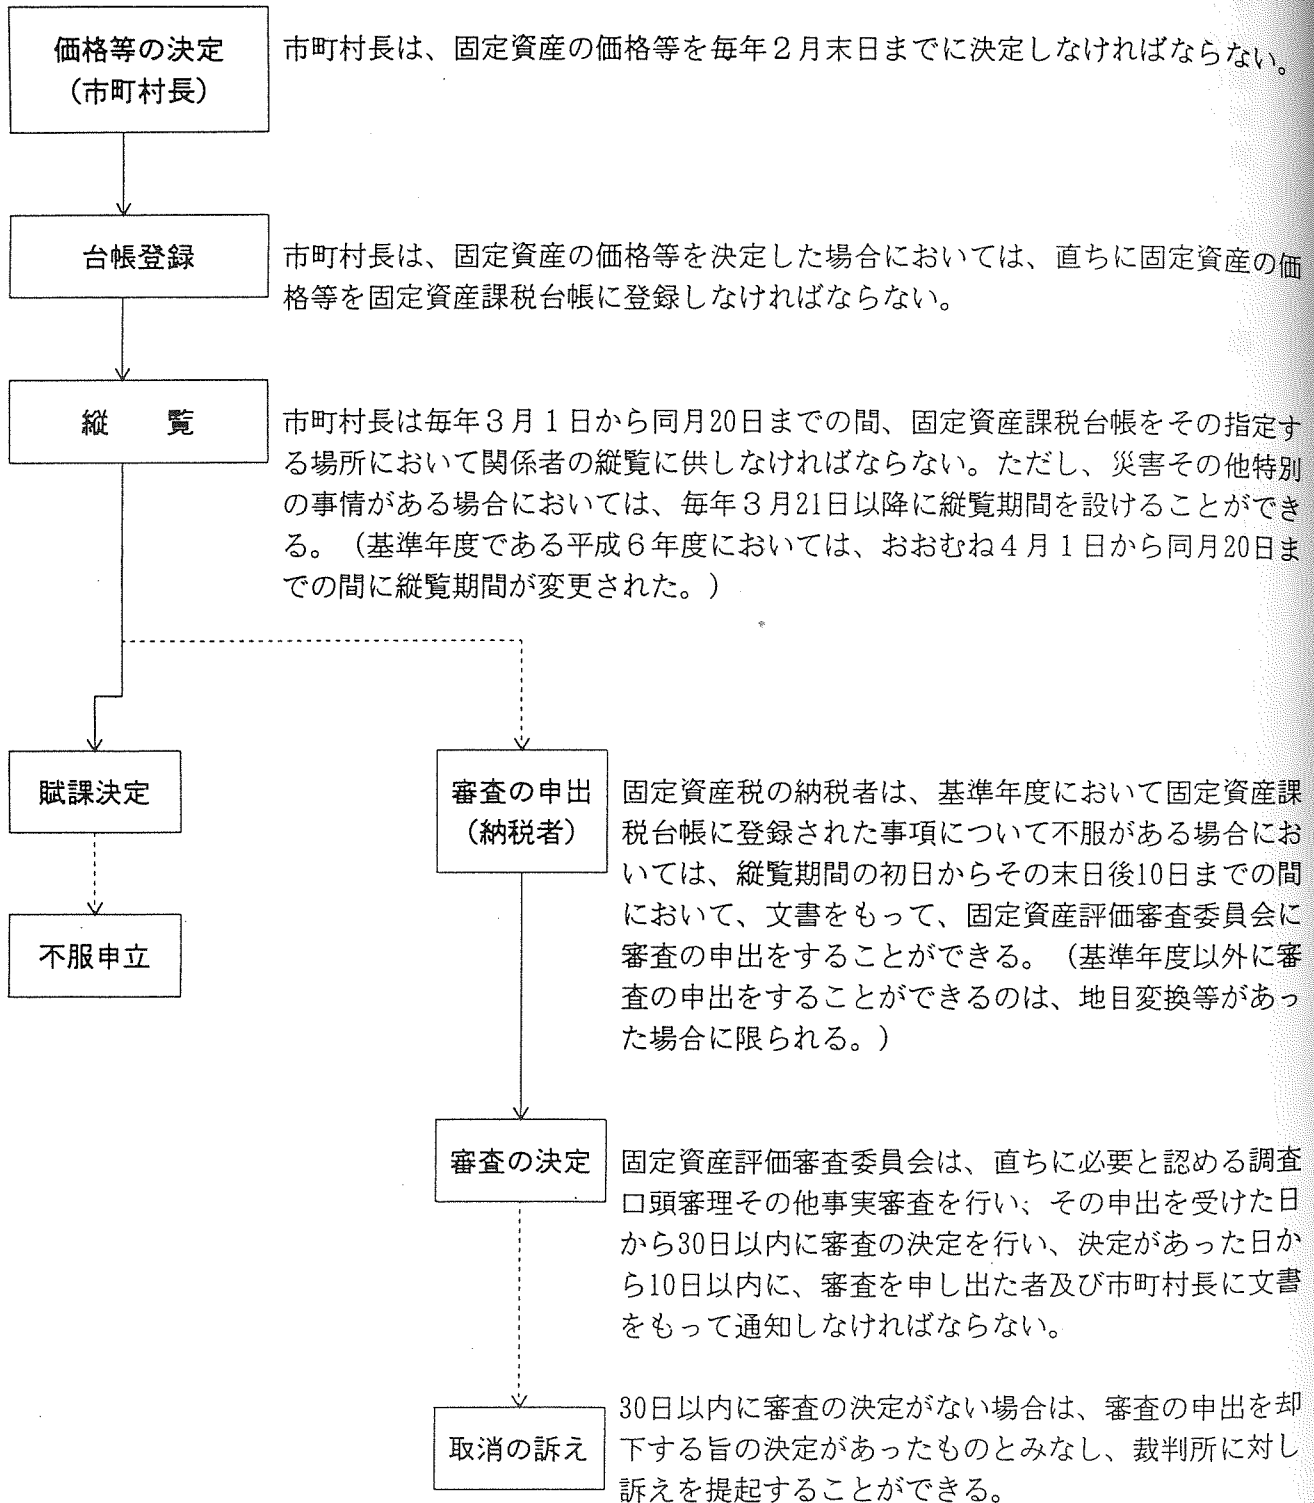 価格等の決定
(市町村長)
市町村長は、固定資産の価格等を毎年2月末日までに決定しなければならない。
台帳登録
市町村長は、固定資産の価格等を決定した場合においては、直ちに固定資産の価
格等を固定資産課税台帳に登録しなければならない。
縦　　覧
市町村長は毎年3月1日から同月20日までの間、固定資産課税台帳をその指定す
る場所において関係者の縦覧に供しなければならない。ただし、災害その他特別
の事情がある場合においては、毎年3月21日以降に縦覧期間を設けることができ
る。（基準年度である平成6年度においては、おおむね4月1日から同月20日ま
での間に縦覧期間が変更された。）
賦課決定
不服申立
審査の申出
(納税者)
固定資産税の納税者は、基準年度において固定資産課
税台帳に登録された事項について不服がある場合にお
いては、縦覧期間の初日からその末日後10日までの間
において、文書をもって、固定資産評価審査委員会に
審査の申出をすることができる。（基準年度以外に審
査の申出をすることができるのは、地目変換等があっ
た場合に限られる。）
審査の決定
固定資産評価審査委員会は、直ちに必要と認める調査
口頭審理その他事実審査を行い、その申出を受けた日
から30日以内に審査の決定を行い、決定があった日か
ら10日以内に、審査を申し出た者及び市町村長に文書
をもって通知しなければならない。
取消の訴え
30日以内に審査の決定がない場合は、審査の申出を却
下する旨の決定があったものとみなし、裁判所に対し
訴えを提起することができる。